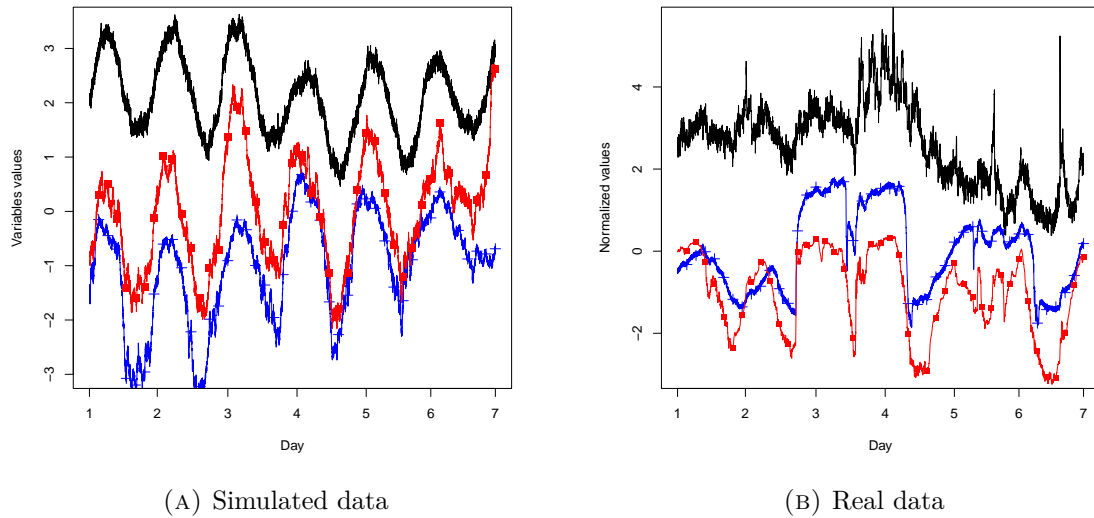 Variables values
3
2
1
0
−1
−2
−3
1 2 3 4 5 6 7
Day
(A) Simulated data
Normalized values
4
2
0
−2
1 2 3 4 5 6 7
Day
(B) Real data